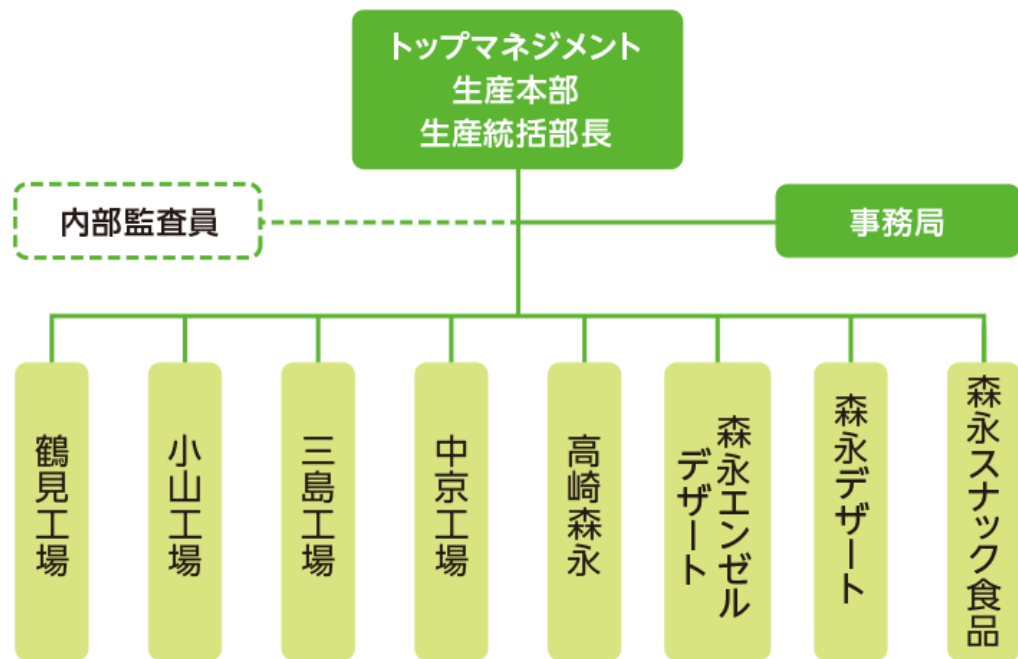 トップマネジメント
生産本部
生産統括部長
内部監査員
事務局
鶴見工場
小山工場
三島工場
中京工場
高崎森永
森永エンゼル
デザート
森永デザート
森永スナック食品